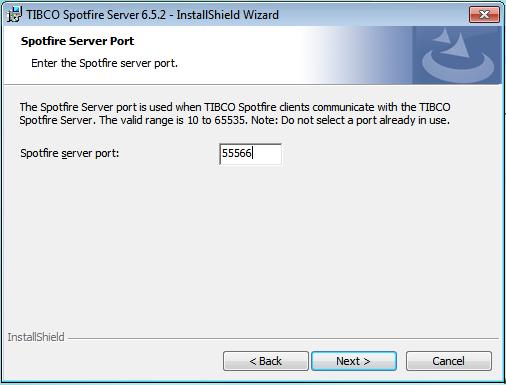 TIBCO Spotfire Server 6.5.2 - InstallShield Wizard
Spotfire Server Port
Enter the Spotfire server port.
The Spotfire Server port is used when TIBCO Spotfire clients communicate with the TIBCO
Spotfire Server. The valid range is 10 to 65535. Note: Do not select a port already in use.
Spotfire server port: 55566
InstallShield
< Back Next > Cancel